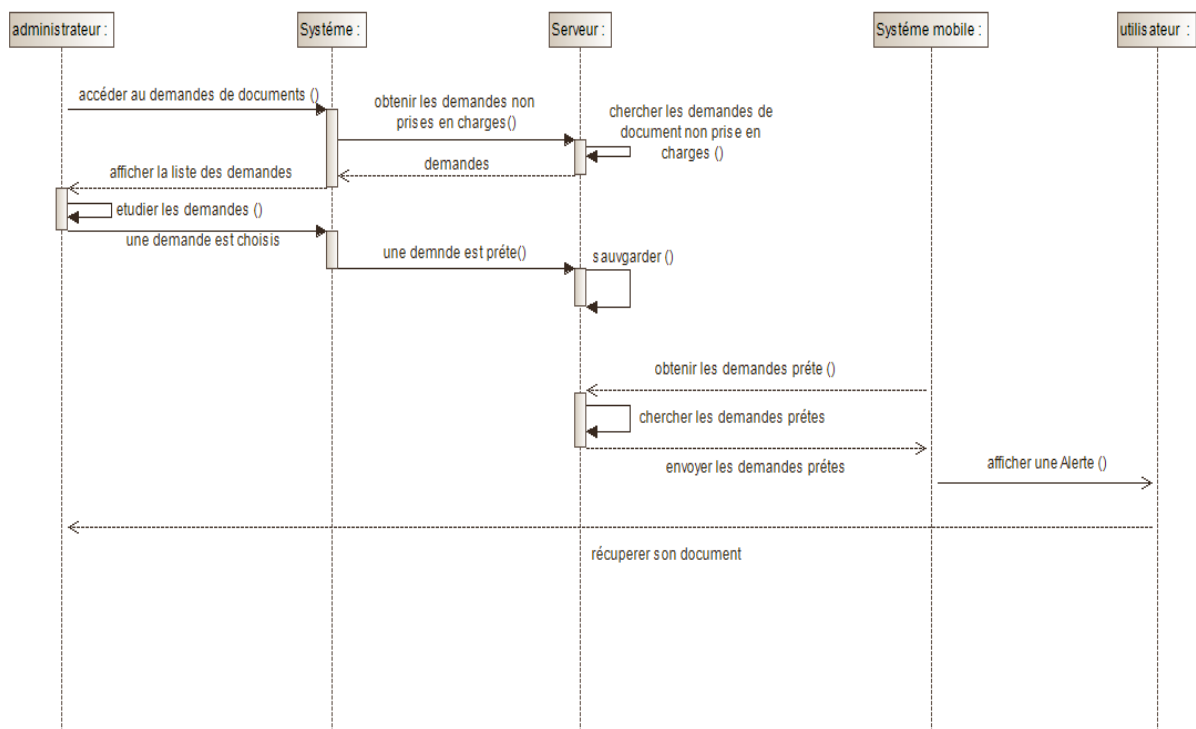 administrateur :
Systéme :
Serveur :
Systéme mobile :
utilisateur :
accéder au demandes de documents ()
obtenir les demandes non
prises en charges()
chercher les demandes de
document non prise en
charges ()
demandes
afficher la liste des demandes
etudier les demandes ()
une demande est choisis
une demnde est préte()
sauvgarder ()
obtenir les demandes préte ()
chercher les demandes prétes
envoyer les demandes prétes
afficher une Alerte ()
récuperer son document